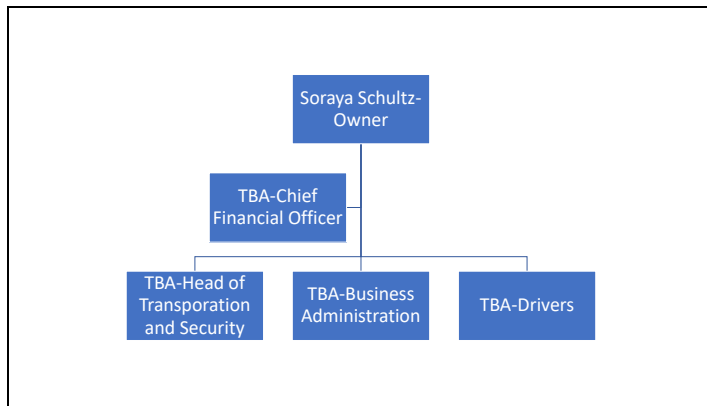 Soraya Schultz-
Owner
TBA-Chief
Financial Officer
TBA-Head of
Transporation
and Security
TBA-Business
Administration
TBA-Drivers